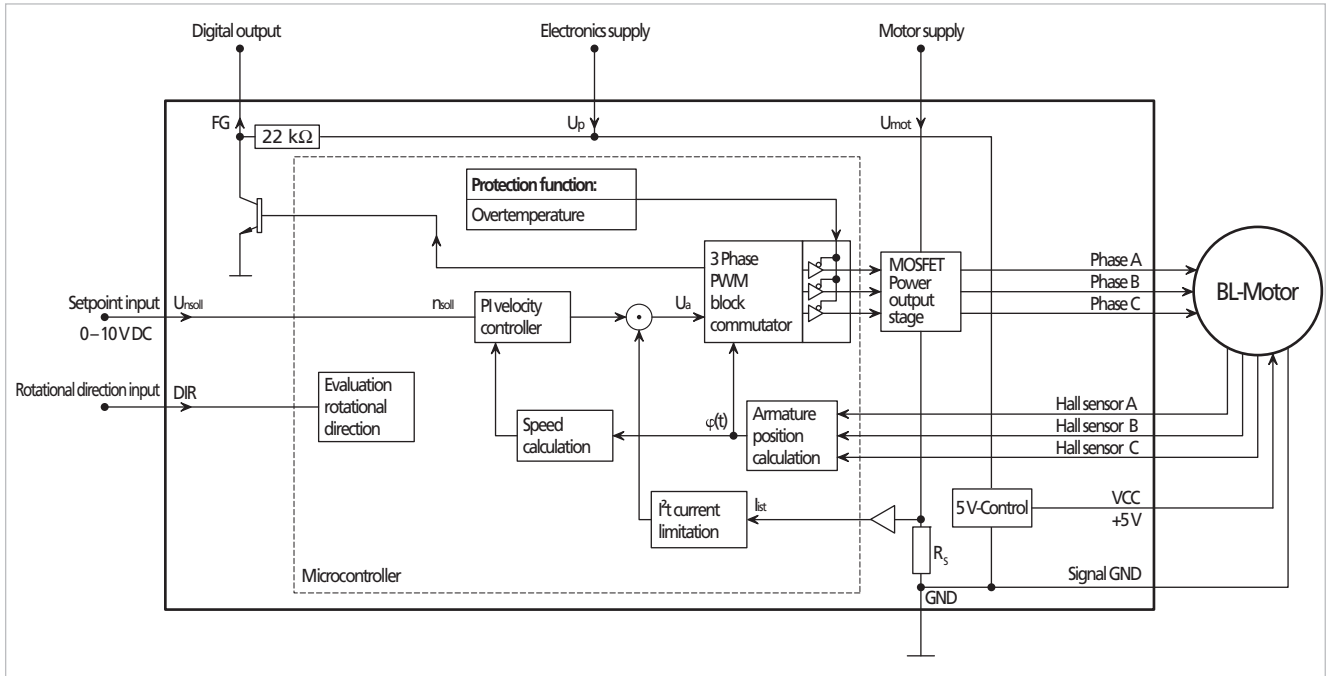 Digital output
Electronics supply
Motor supply
FG
22 kΩ
Up
Umot
Protection function:
Overtemperature
3 Phase
PWM
block
commutator
MOSFET
Power
output
stage
Phase A
Phase B
Phase C
BL-Motor
Setpoint input
Unsoll
0–10 V DC
nsoll
PI velocity
controller
Ua
Rotational direction input
DIR
Evaluation
rotational
direction
Speed
calculation
φ(t)
Armature
position
calculation
Hall sensor A
Hall sensor B
Hall sensor C
I²t current
limitation
Iist
5 V-Control
VCC
+5 V
RS
Microcontroller
Signal GND
GND